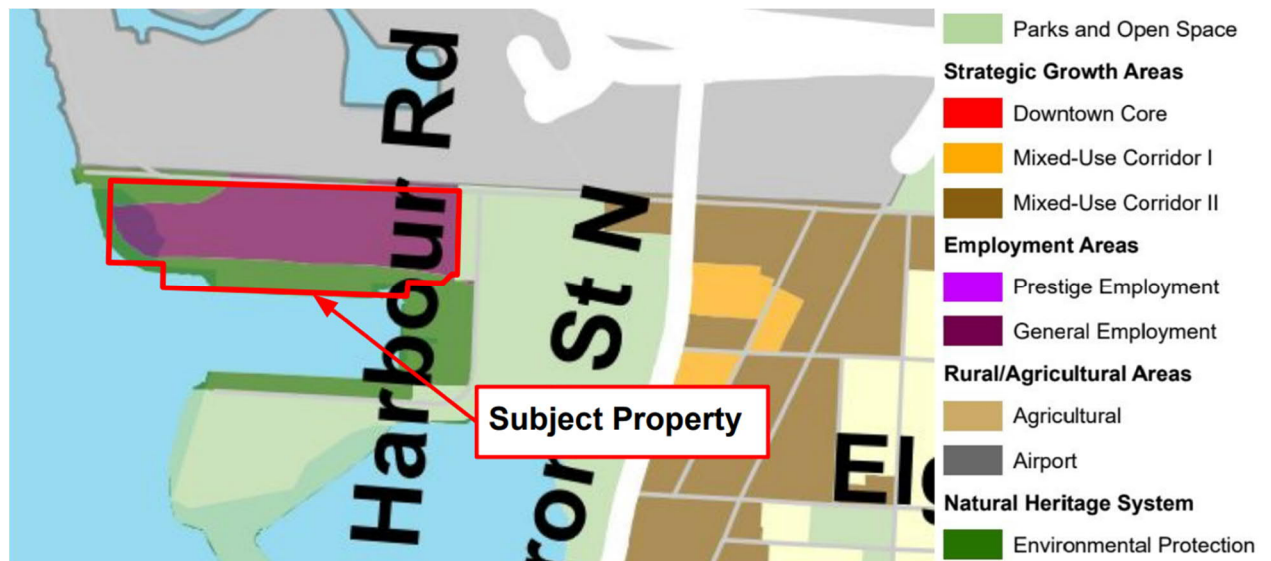 Harbour Rd
St N
Subject Property
Parks and Open Space
Strategic Growth Areas
Downtown Core
Mixed-Use Corridor I
Mixed-Use Corridor II
Employment Areas
Prestige Employment
General Employment
Rural/Agricultural Areas
Agricultural
Airport
Natural Heritage System
Environmental Protection